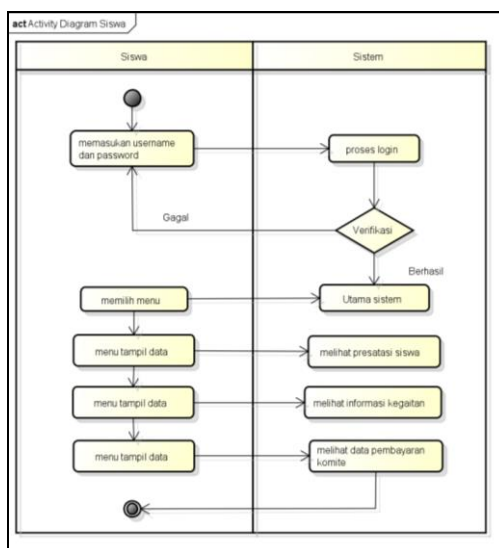 act Activity Diagram Siswa
Siswa
Sistem
memasukan username
dan password
proses login
Verifikasi
Gagal
Berhasil
memilih menu
Utama sistem
menu tampil data
melihat presatasi siswa
menu tampil data
melihat informasi kegaitan
menu tampil data
melihat data pembayaran
komite